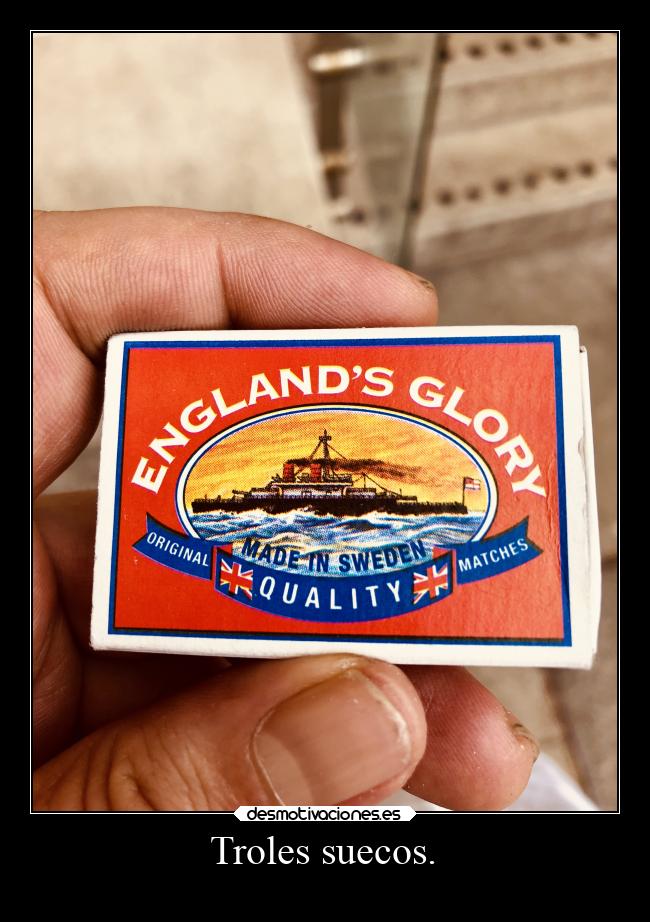 ENGLAND'S GLORY
MADE IN SWEDEN
ORIGINAL
QUALITY
MATCHES
desmotivaciones.es
Troles suecos.